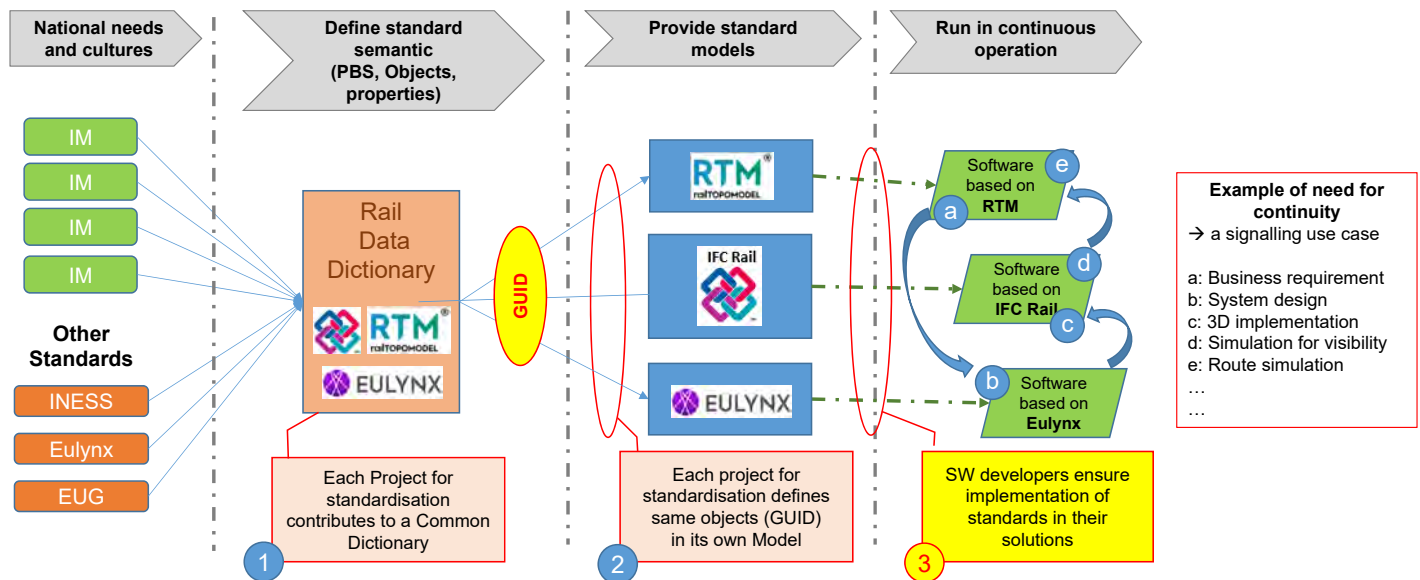 National needs
and cultures
Define standard
semantic
(PBS, Objects,
properties)
Provide standard
models
Run in continuous
operation
IM
IM
IM
IM
Other
Standards
INESS
Eulynx
EUG
Rail
Data
Dictionary
RTM®
railTOPOMODEL
EULYNX
GUID
RTM®
railTOPOMODEL
IFC Rail
EULYNX
Software
based on
RTM
e
a
Software
based on
IFC Rail
d
c
Software
based on
Eulynx
b
Example of need for
continuity
→ a signalling use case
a: Business requirement
b: System design
c: 3D implementation
d: Simulation for visibility
e: Route simulation
…
…
Each Project for
standardisation
contributes to a Common
Dictionary
1
Each project for
standardisation defines
same objects (GUID)
in its own Model
2
SW developers ensure
implementation of
standards in their
solutions
3